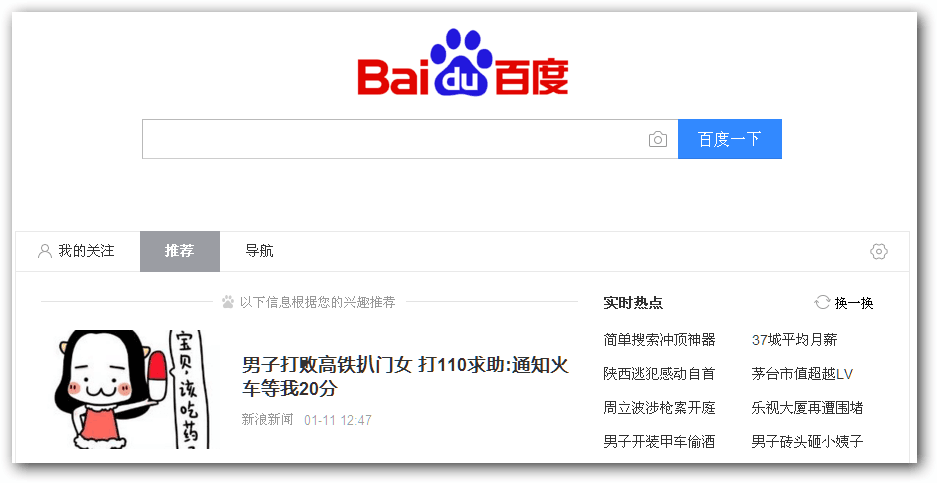 Baidu百度
百度一下
我的关注 推荐 导航
以下信息根据您的兴趣推荐
宝贝,该吃药
男子打败高铁扒门女 打110求助:通知火
车等我20分
新浪新闻 01-11 12:47
实时热点 换一换
简单搜索冲顶神器 37城平均月薪
陕西逃犯感动自首 茅台市值超越LV
周立波涉枪案开庭 乐视大厦再遭围堵
男子开装甲车偷酒 男子砖头砸小姨子